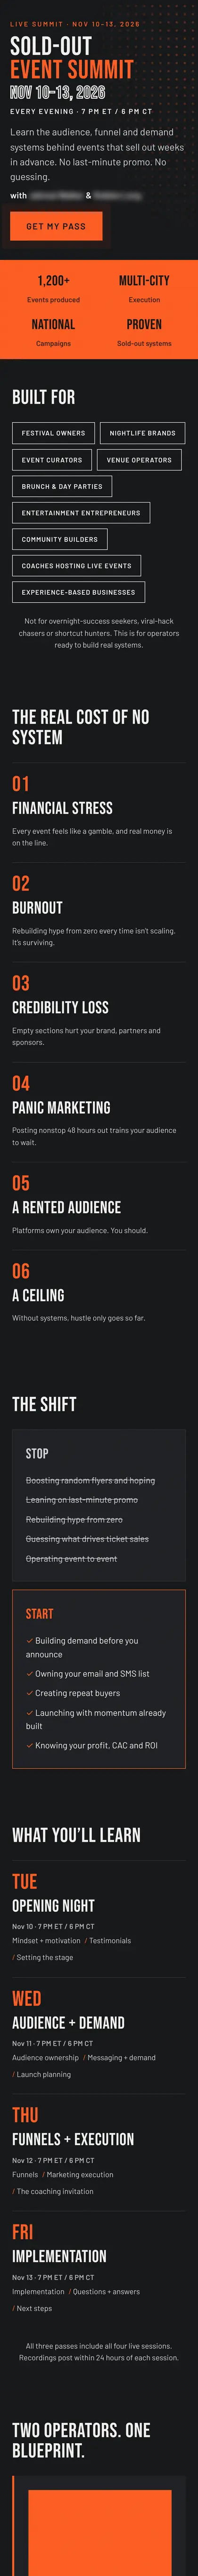 LIVE SUMMIT · NOV 10–13, 2026
SOLD-OUT
EVENT SUMMIT
NOV 10–13, 2026
EVERY EVENING · 7 PM ET / 6 PM CT
Learn the audience, funnel and demand
systems behind events that sell out weeks
in advance. No last-minute promo. No
guessing.
with &
GET MY PASS
1,200+
Events produced
MULTI-CITY
Execution
NATIONAL
Campaigns
PROVEN
Sold-out systems
BUILT FOR
FESTIVAL OWNERS
NIGHTLIFE BRANDS
EVENT CURATORS
VENUE OPERATORS
BRUNCH & DAY PARTIES
ENTERTAINMENT ENTREPRENEURS
COMMUNITY BUILDERS
COACHES HOSTING LIVE EVENTS
EXPERIENCE-BASED BUSINESSES
Not for overnight-success seekers, viral-hack
chasers or shortcut hunters. This is for operators
ready to build real systems.
THE REAL COST OF NO
SYSTEM
01
FINANCIAL STRESS
Every event feels like a gamble, and real money is
on the line.
02
BURNOUT
Rebuilding hype from zero every time isn't scaling.
It's surviving.
03
CREDIBILITY LOSS
Empty sections hurt your brand, partners and
sponsors.
04
PANIC MARKETING
Posting nonstop 48 hours out trains your audience
to wait.
05
A RENTED AUDIENCE
Platforms own your audience. You should.
06
A CEILING
Without systems, hustle only goes so far.
THE SHIFT
STOP
Boosting random flyers and hoping
Leaning on last-minute promo
Rebuilding hype from zero
Guessing what drives ticket sales
Operating event to event
START
✓ Building demand before you
announce
✓ Owning your email and SMS list
✓ Creating repeat buyers
✓ Launching with momentum already
built
✓ Knowing your profit, CAC and ROI
WHAT YOU'LL LEARN
TUE
OPENING NIGHT
Nov 10 · 7 PM ET / 6 PM CT
Mindset + motivation / Testimonials
/ Setting the stage
WED
AUDIENCE + DEMAND
Nov 11 · 7 PM ET / 6 PM CT
Audience ownership / Messaging + demand
/ Launch planning
THU
FUNNELS + EXECUTION
Nov 12 · 7 PM ET / 6 PM CT
Funnels / Marketing execution
/ The coaching invitation
FRI
IMPLEMENTATION
Nov 13 · 7 PM ET / 6 PM CT
Implementation / Questions + answers
/ Next steps
All three passes include all four live sessions.
Recordings post within 24 hours of each session.
TWO OPERATORS. ONE
BLUEPRINT.